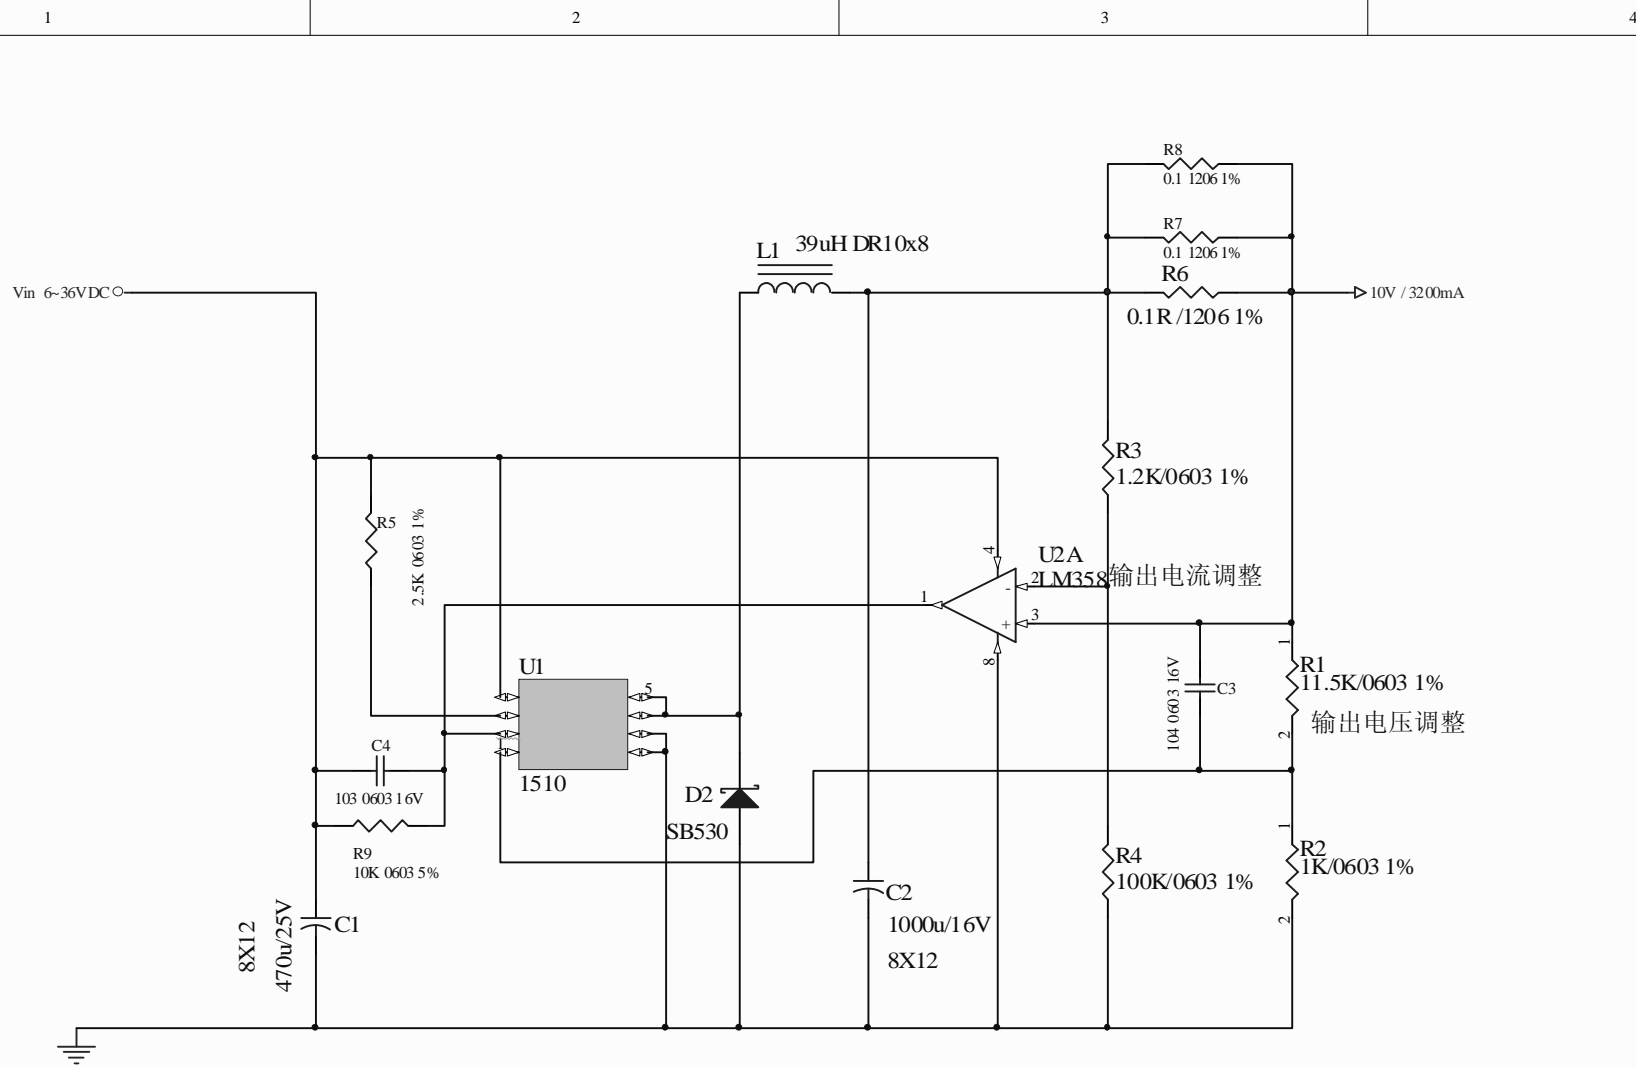 1 2 3 4
R8
0.1 1206 1%
R7
0.1 1206 1%
L1 39uH DR10x8
R6
Vin 6~36VDC
10V / 3200mA
0.1R /1206 1%
R3
1.2K/0603 1%
R5
2.5K 0603 1%
4
U2A
2
LM358
输出电流调整
-
1
3
+
8
1
R1
11.5K/0603 1%
输出电压调整
2
104 0603 16V
C3
U1
5
1510
C4
103 0603 16V
D2
SB530
R9
10K 0603 5%
1
R2
1K/0603 1%
2
R4
100K/0603 1%
C2
1000u/16V
8X12
C1
470u/25V
8X12